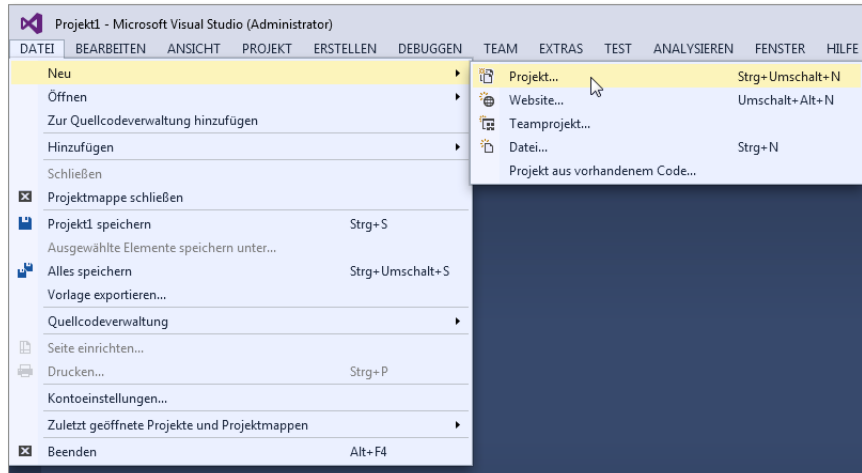 Projekt1 - Microsoft Visual Studio (Administrator)
DATEI BEARBEITEN ANSICHT PROJEKT ERSTELLEN DEBUGGEN TEAM EXTRAS TEST ANALYSIEREN FENSTER HILFE
Neu
Öffnen
Zur Quellcodeverwaltung hinzufügen
Hinzufügen
Schließen
Projektmappe schließen
Projekt1 speichern Strg+S
Ausgewählte Elemente speichern unter...
Alles speichern Strg+Umschalt+S
Vorlage exportieren...
Quellcodeverwaltung
Seite einrichten...
Drucken... Strg+P
Kontoeinstellungen...
Zuletzt geöffnete Projekte und Projektmappen
Beenden Alt+F4
Projekt... Strg+Umschalt+N
Website... Umschalt+Alt+N
Teamprojekt...
Datei... Strg+N
Projekt aus vorhandenem Code...